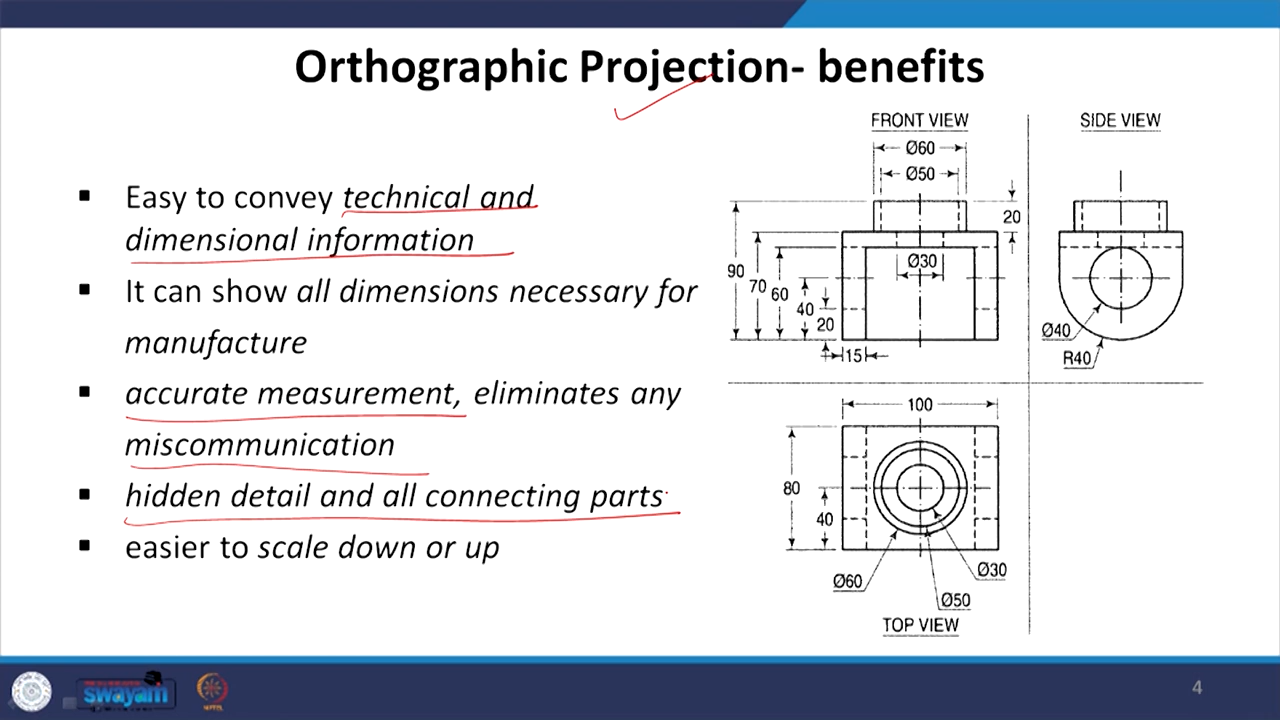 Orthographic Projection- benefits
▪ Easy to convey technical and
dimensional information
▪ It can show all dimensions necessary for
manufacture
▪ accurate measurement, eliminates any
miscommunication
▪ hidden detail and all connecting parts
▪ easier to scale down or up
FRONT VIEW
Ø60
Ø50
20
Ø30
90
70
60
40
20
15
SIDE VIEW
Ø40
R40
100
80
40
Ø60
Ø30
Ø50
TOP VIEW
swayam
4